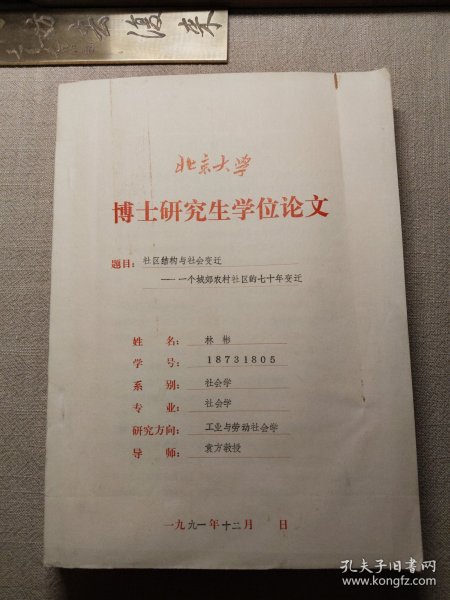 来復云
北京大学
博士研究生学位论文
题目：社区结构与社会变迁
——一个城郊农村社区的七十年变迁
姓名：林彬
学号：18731805
系别：社会学
专业：社会学
研究方向：工业与劳动社会学
导师：袁方教授
一九九一年十二月 日
孔夫子旧书网
www.kongfz.com